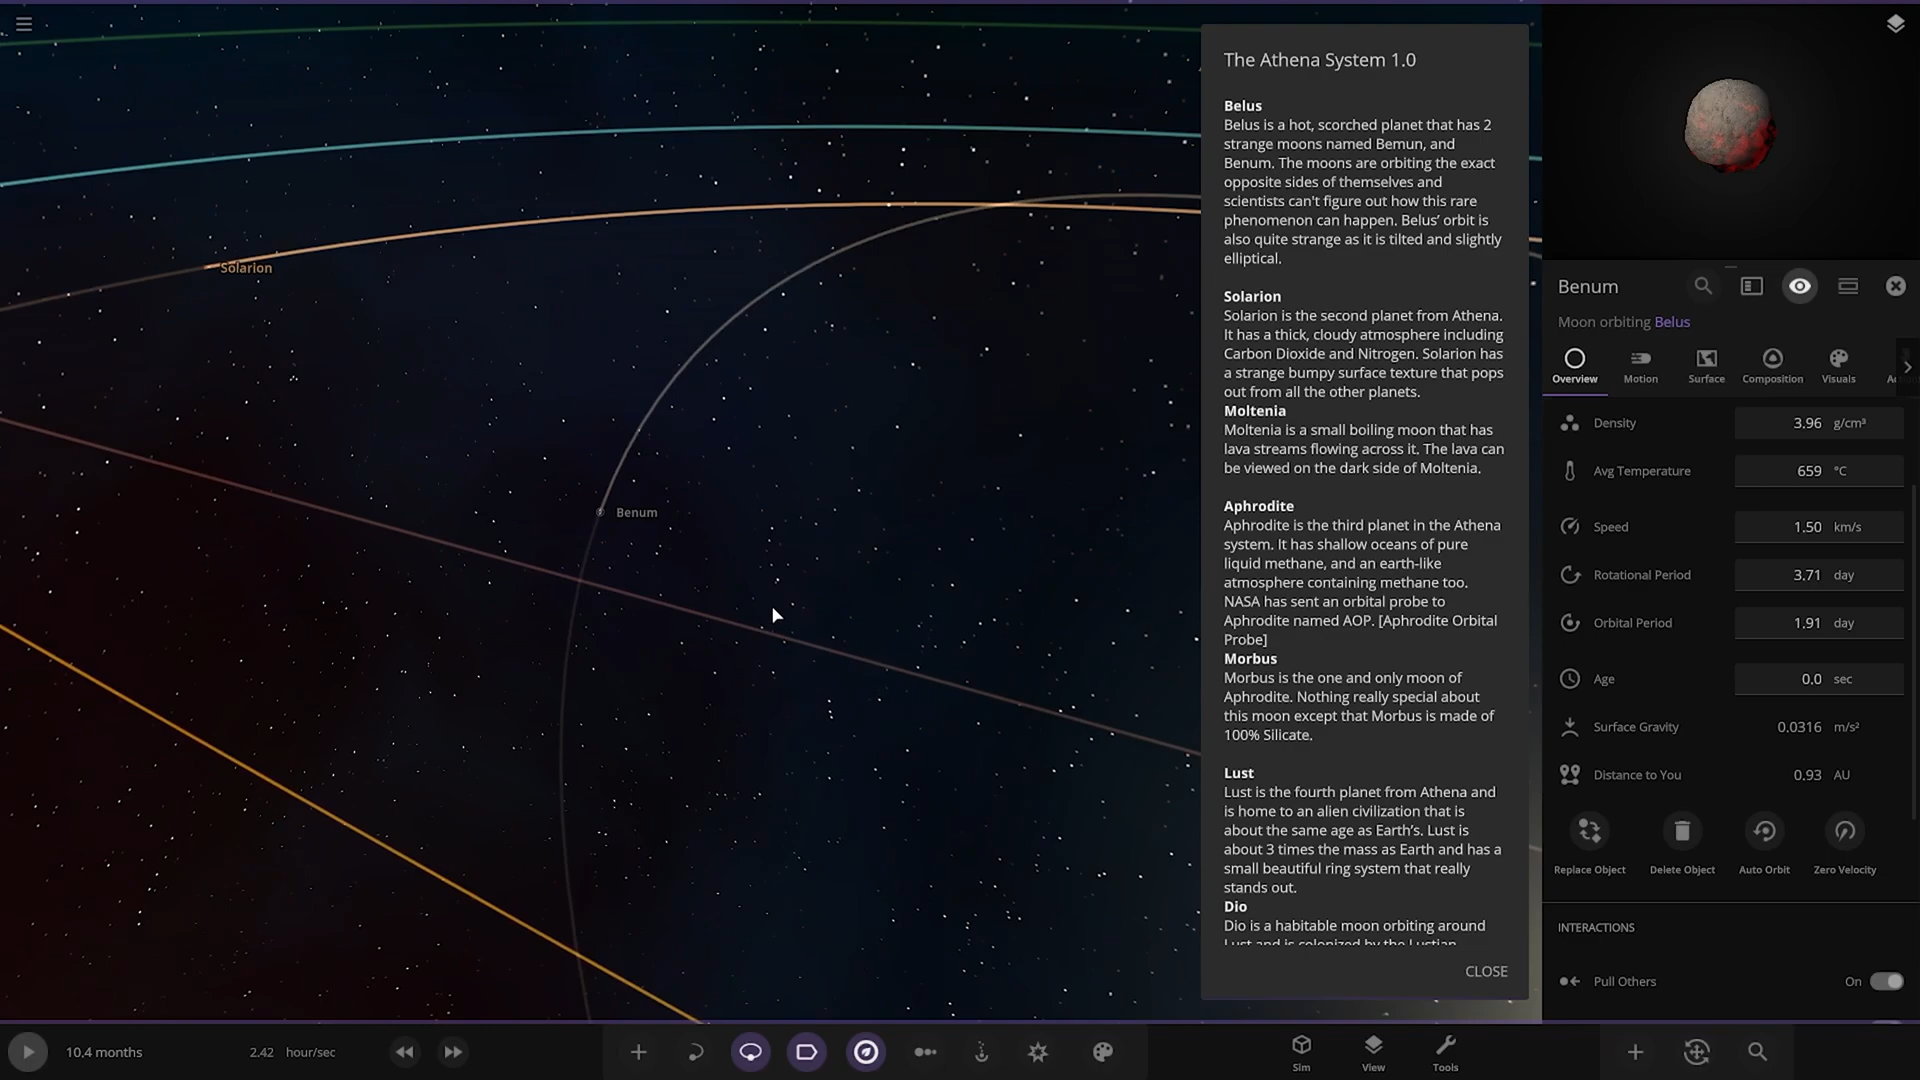 The Athena System 1.0
Belus
Belus is a hot, scorched planet that has 2
strange moons named Bemun, and
Benum. The moons are orbiting the exact
opposite sides of themselves and
scientists can't figure out how this rare
phenomenon can happen. Belus’ orbit is
also quite strange as it is tilted and slightly
elliptical.
Solarion
Solarion is the second planet from Athena.
It has a thick, cloudy atmosphere including
Carbon Dioxide and Nitrogen. Solarion has
a strange bumpy surface texture that pops
out from all the other planets.
Moltenia
Moltenia is a small boiling moon that has
lava streams flowing across it. The lava can
be viewed on the dark side of Moltenia.
Aphrodite
Aphrodite is the third planet in the Athena
system. It has shallow oceans of pure
liquid methane, and an earth-like
atmosphere containing methane too.
NASA has sent an orbital probe to
Aphrodite named AOP. [Aphrodite Orbital
Probe]
Morbus
Morbus is the one and only moon of
Aphrodite. Nothing really special about
this moon except that Morbus is made of
100% Silicate.
Lust
Lust is the fourth planet from Athena and
is home to an alien civilization that is
about the same age as Earth’s. Lust is
about 3 times the mass as Earth and has a
small beautiful ring system that really
stands out.
Dio
Dio is a habitable moon orbiting around
Lust and is colonized by the Lustian
CLOSE
Solarion
Benum
Benum
Moon orbiting Belus
Overview Motion Surface Composition Visuals
Density 3.96 g/cm³
Avg Temperature 659 °C
Speed 1.50 km/s
Rotational Period 3.71 day
Orbital Period 1.91 day
Age 0.0 sec
Surface Gravity 0.0316 m/s²
Distance to You 0.93 AU
Replace Object Delete Object Auto Orbit Zero Velocity
INTERACTIONS
Pull Others On
10.4 months 2.42 hour/sec
Sim View Tools